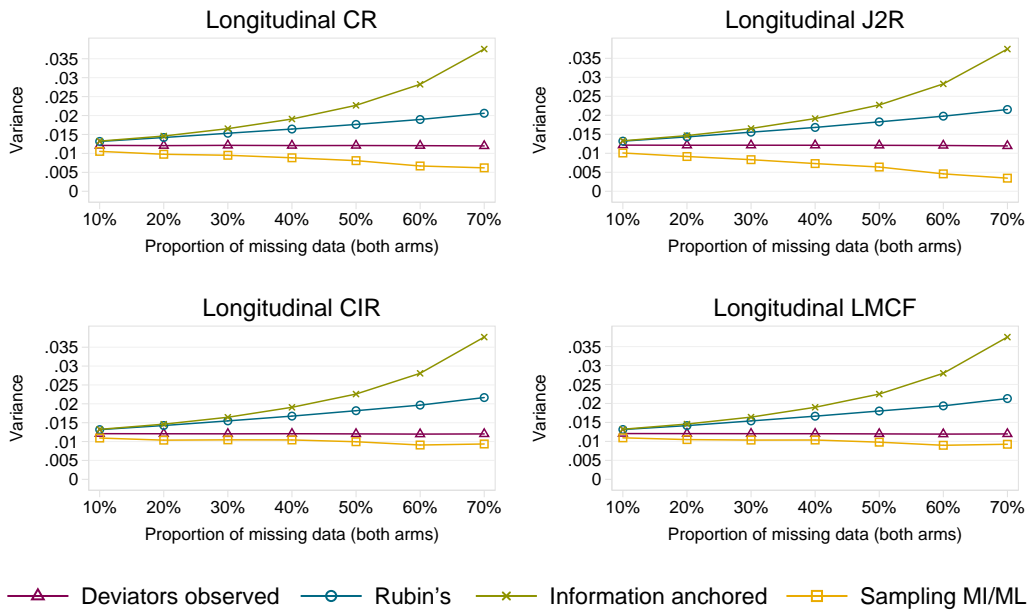 Longitudinal CR
Variance
.035
.03
.025
.02
.015
.01
.005
0
10% 20% 30% 40% 50% 60% 70%
Proportion of missing data (both arms)
Longitudinal J2R
Variance
.035
.03
.025
.02
.015
.01
.005
0
10% 20% 30% 40% 50% 60% 70%
Proportion of missing data (both arms)
Longitudinal CIR
Variance
.035
.03
.025
.02
.015
.01
.005
0
10% 20% 30% 40% 50% 60% 70%
Proportion of missing data (both arms)
Longitudinal LMCF
Variance
.035
.03
.025
.02
.015
.01
.005
0
10% 20% 30% 40% 50% 60% 70%
Proportion of missing data (both arms)
Deviators observed Rubin's Information anchored Sampling MI/ML